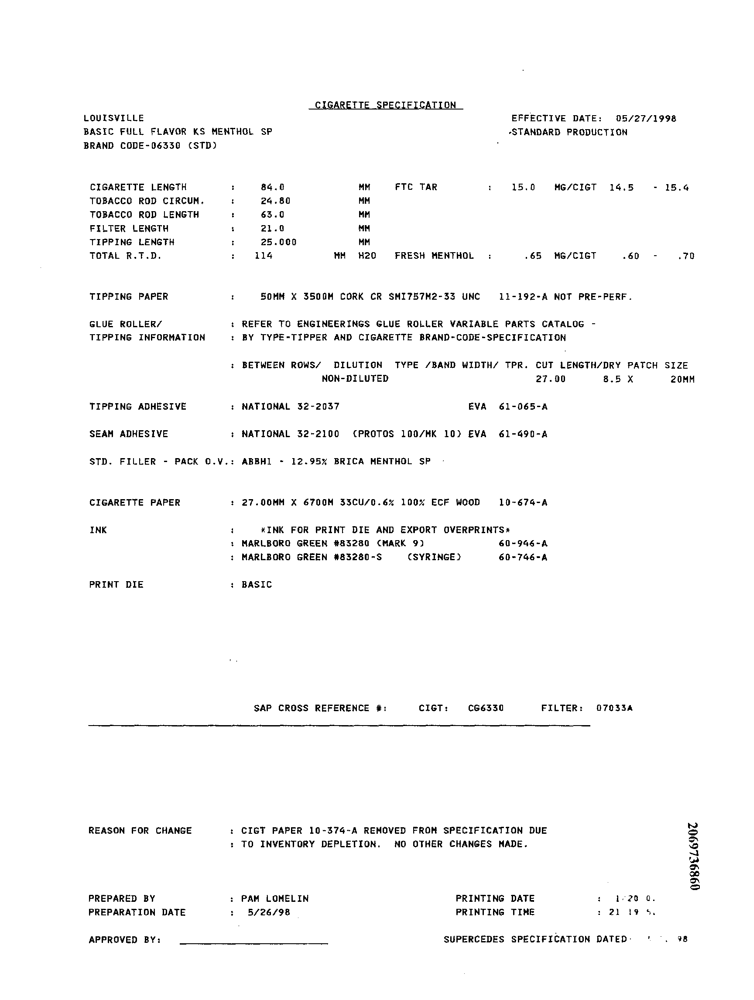 CIGARETTE SPECIFICATION
LOUISVILLE EFFECTIVE DATE: 05/27/1998
BASIC FULL FLAVOR KS MENTHOL SP STANDARD PRODUCTION
BRAND CODE-06330 (STD)
CIGARETTE LENGTH : 84.0 MM FTC TAR : 15.0 MG/CIGT 14.5 - 15.4
TOBACCO ROD CIRCUM. : 24.80 MM
TOBACCO ROD LENGTH : 63.0 MM
FILTER LENGTH : 21.0 MM
TIPPING LENGTH : 25.000 MM
TOTAL R.T.D. : 114 MM H2O FRESH MENTHOL : .65 MG/CIGT .60 - .70
TIPPING PAPER : 50MM X 3500M CORK CR SMI757M2-33 UNC 11-192-A NOT PRE-PERF.
GLUE ROLLER/ : REFER TO ENGINEERINGS GLUE ROLLER VARIABLE PARTS CATALOG -
TIPPING INFORMATION : BY TYPE-TIPPER AND CIGARETTE BRAND-CODE-SPECIFICATION
: BETWEEN ROWS/ DILUTION TYPE /BAND WIDTH/ TPR. CUT LENGTH/DRY PATCH SIZE
NON-DILUTED 27.00 8.5 X 20MM
TIPPING ADHESIVE : NATIONAL 32-2037 EVA 61-065-A
SEAM ADHESIVE : NATIONAL 32-2100 (PROTOS 100/MK 10) EVA 61-490-A
STD. FILLER - PACK O.V.: ABBH1 - 12.95% BRICA MENTHOL SP
CIGARETTE PAPER : 27.00MM X 6700M 33CU/0.6% 100% ECF WOOD 10-674-A
INK : *INK FOR PRINT DIE AND EXPORT OVERPRINTS*
: MARLBORO GREEN #83280 (MARK 9) 60-946-A
: MARLBORO GREEN #83280-S (SYRINGE) 60-746-A
PRINT DIE : BASIC
SAP CROSS REFERENCE #: CIGT: CG6330 FILTER: 07033A
REASON FOR CHANGE : CIGT PAPER 10-374-A REMOVED FROM SPECIFICATION DUE
: TO INVENTORY DEPLETION. NO OTHER CHANGES MADE.
2069736860
PREPARED BY : PAM LOMELIN PRINTING DATE :
PREPARATION DATE : 5/26/98 PRINTING TIME : 21 19
APPROVED BY: SUPERCEDES SPECIFICATION DATED 98